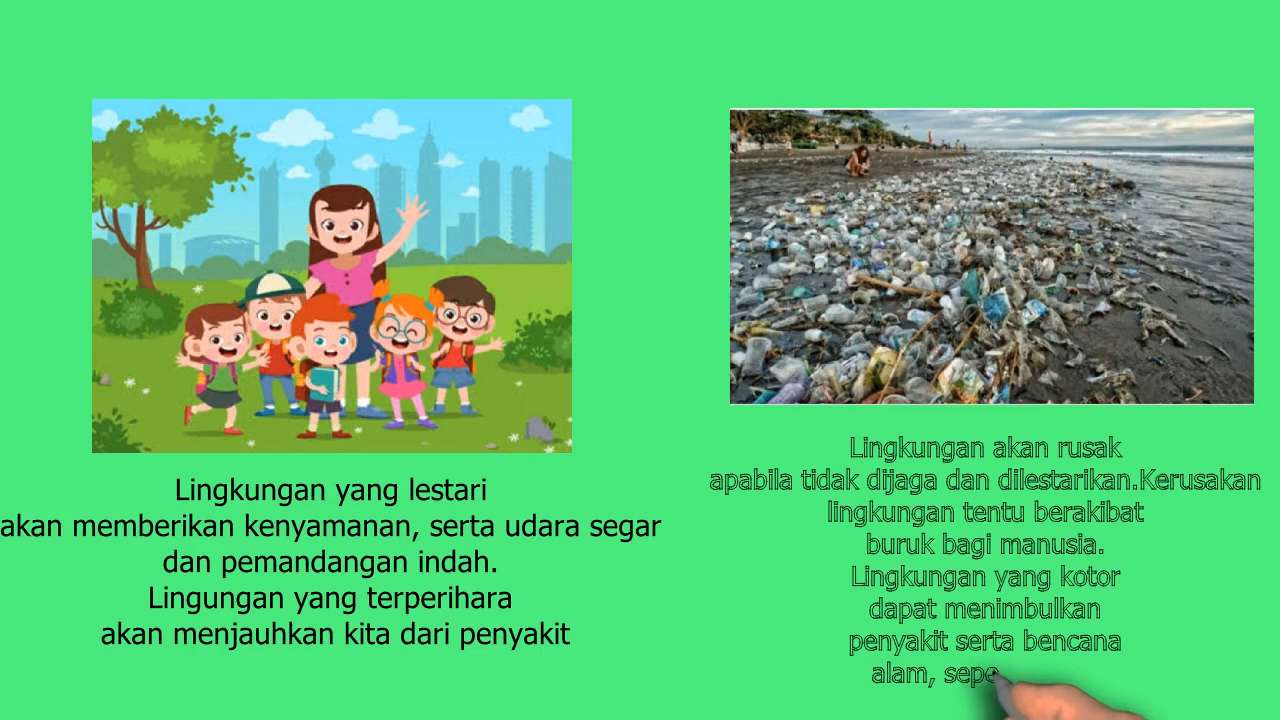 Lingkungan yang lestari
akan memberikan kenyamanan, serta udara segar
dan pemandangan indah.
Lingungan yang terperihara
akan menjauhkan kita dari penyakit
Lingkungan akan rusak
apabila tidak dijaga dan dilestarikan.Kerusakan
lingkungan tentu berakibat
buruk bagi manusia.
Lingkungan yang kotor
dapat menimbulkan
penyakit serta bencana
alam,